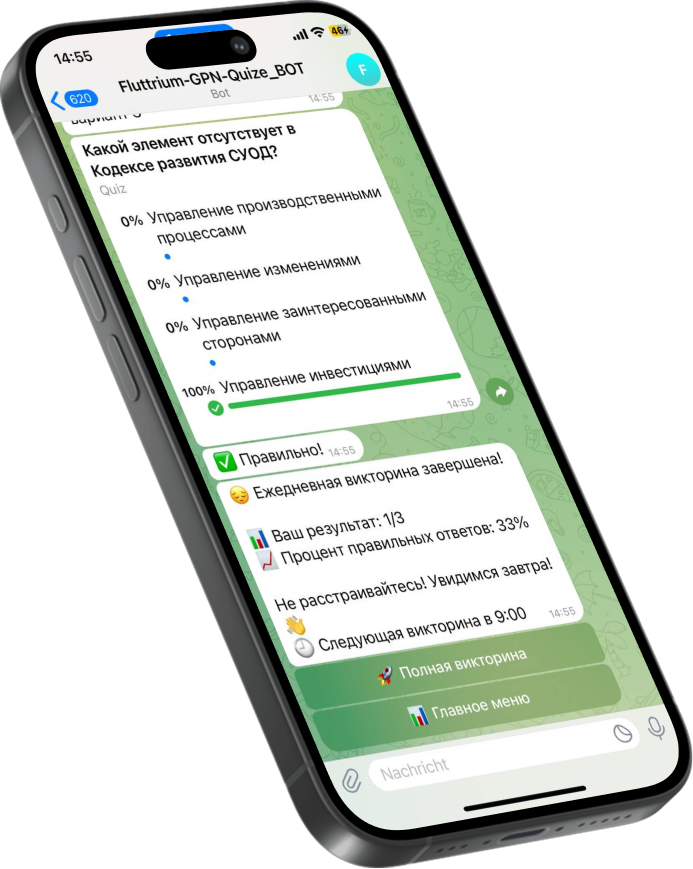 14:55
46
620
Fluttrium-GPN-Quize_BOT
Bot
F
14:55
Какой элемент отсутствует в
Кодексе развития СУОД?
Quiz
0% Управление производственными
процессами
0% Управление изменениями
0% Управление заинтересованными
сторонами
100% Управление инвестициями
14:55
✅ Правильно! 14:55
😔 Ежедневная викторина завершена!
📊 Ваш результат: 1/3
📈 Процент правильных ответов: 33%
Не расстраивайтесь! Увидимся завтра!
👋
🕘 Следующая викторина в 9:00 14:55
🚀 Полная викторина
📊 Главное меню
Nachricht